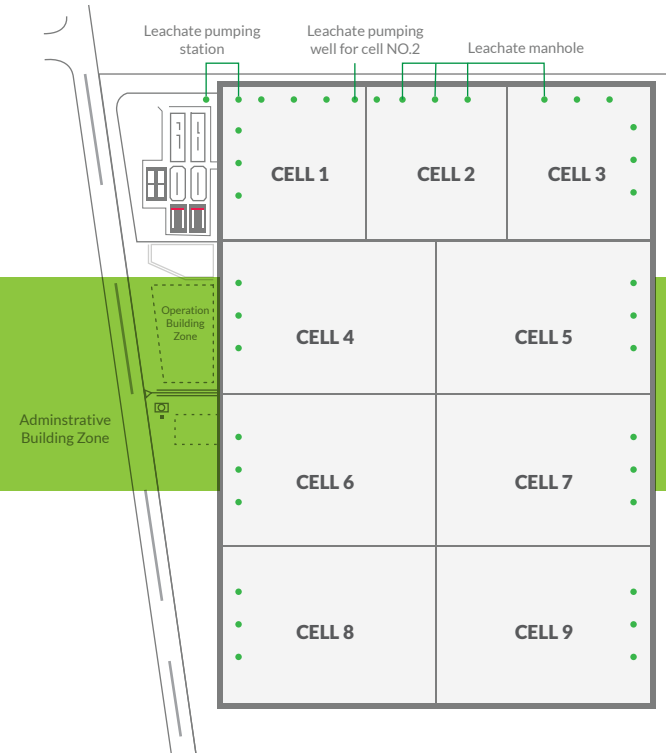 Leachate pumping
station
Leachate pumping
well for cell NO.2
Leachate manhole
CELL 1
CELL 2
CELL 3
Operation
Building
Zone
CELL 4
CELL 5
Adminstrative
Building Zone
CELL 6
CELL 7
CELL 8
CELL 9